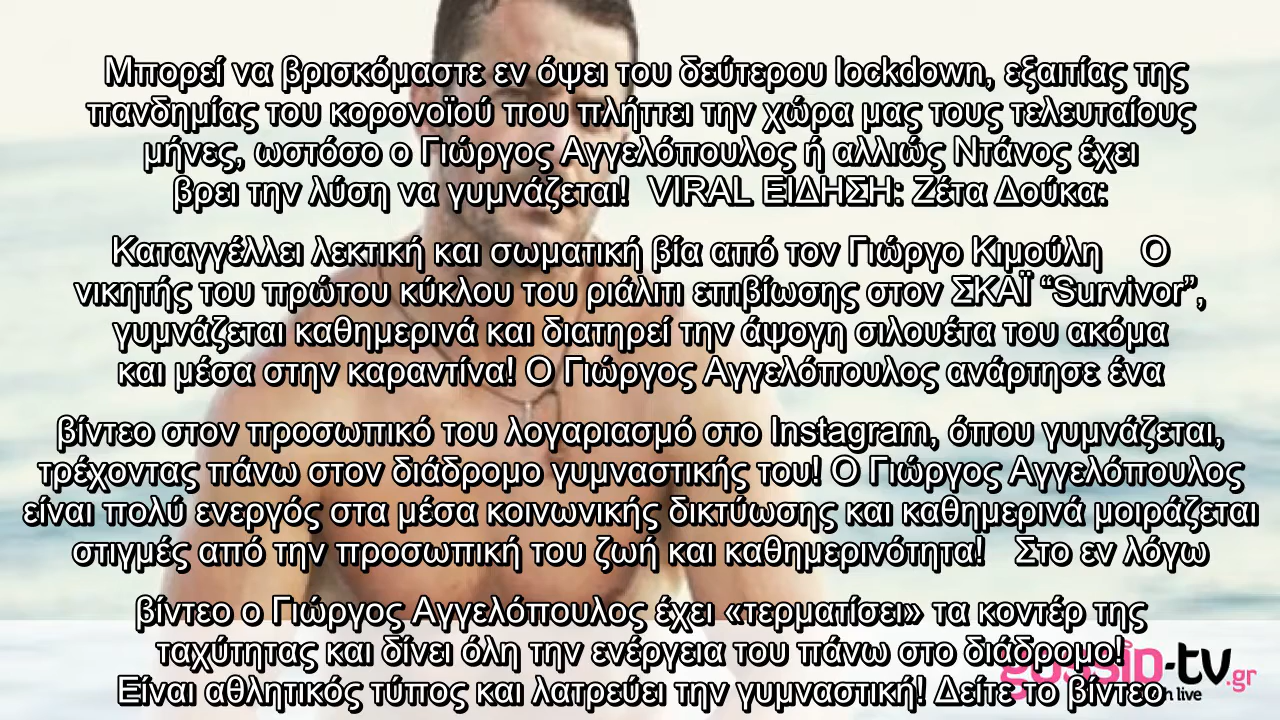 Μπορεί να βρισκόμαστε εν όψει του δεύτερου lockdown, εξαιτίας της
πανδημίας του κορονοϊού που πλήττει την χώρα μας τους τελευταίους
μήνες, ωστόσο ο Γιώργος Αγγελόπουλος ή αλλιώς Ντάνος έχει
βρει την λύση να γυμνάζεται!  VIRAL ΕΙΔΗΣΗ: Ζέτα Δούκα:
Καταγγέλλει λεκτική και σωματική βία από τον Γιώργο Κιμούλη    Ο
νικητής του πρώτου κύκλου του ριάλιτι επιβίωσης στον ΣΚΑΪ “Survivor”,
γυμνάζεται καθημερινά και διατηρεί την άψογη σιλουέτα του ακόμα
και μέσα στην καραντίνα! Ο Γιώργος Αγγελόπουλος ανάρτησε ένα
βίντεο στον προσωπικό του λογαριασμό στο Instagram, όπου γυμνάζεται,
τρέχοντας πάνω στον διάδρομο γυμναστικής του! Ο Γιώργος Αγγελόπουλος
είναι πολύ ενεργός στα μέσα κοινωνικής δικτύωσης και καθημερινά μοιράζεται
στιγμές από την προσωπική του ζωή και καθημερινότητα!   Στο εν λόγω
βίντεο ο Γιώργος Αγγελόπουλος έχει «τερματίσει» τα κοντέρ της
ταχύτητας και δίνει όλη την ενέργεια του πάνω στο διάδρομο!
Είναι αθλητικός τύπος και λατρεύει την γυμναστική! Δείτε το βίντεο
gossip-tv.gr
live